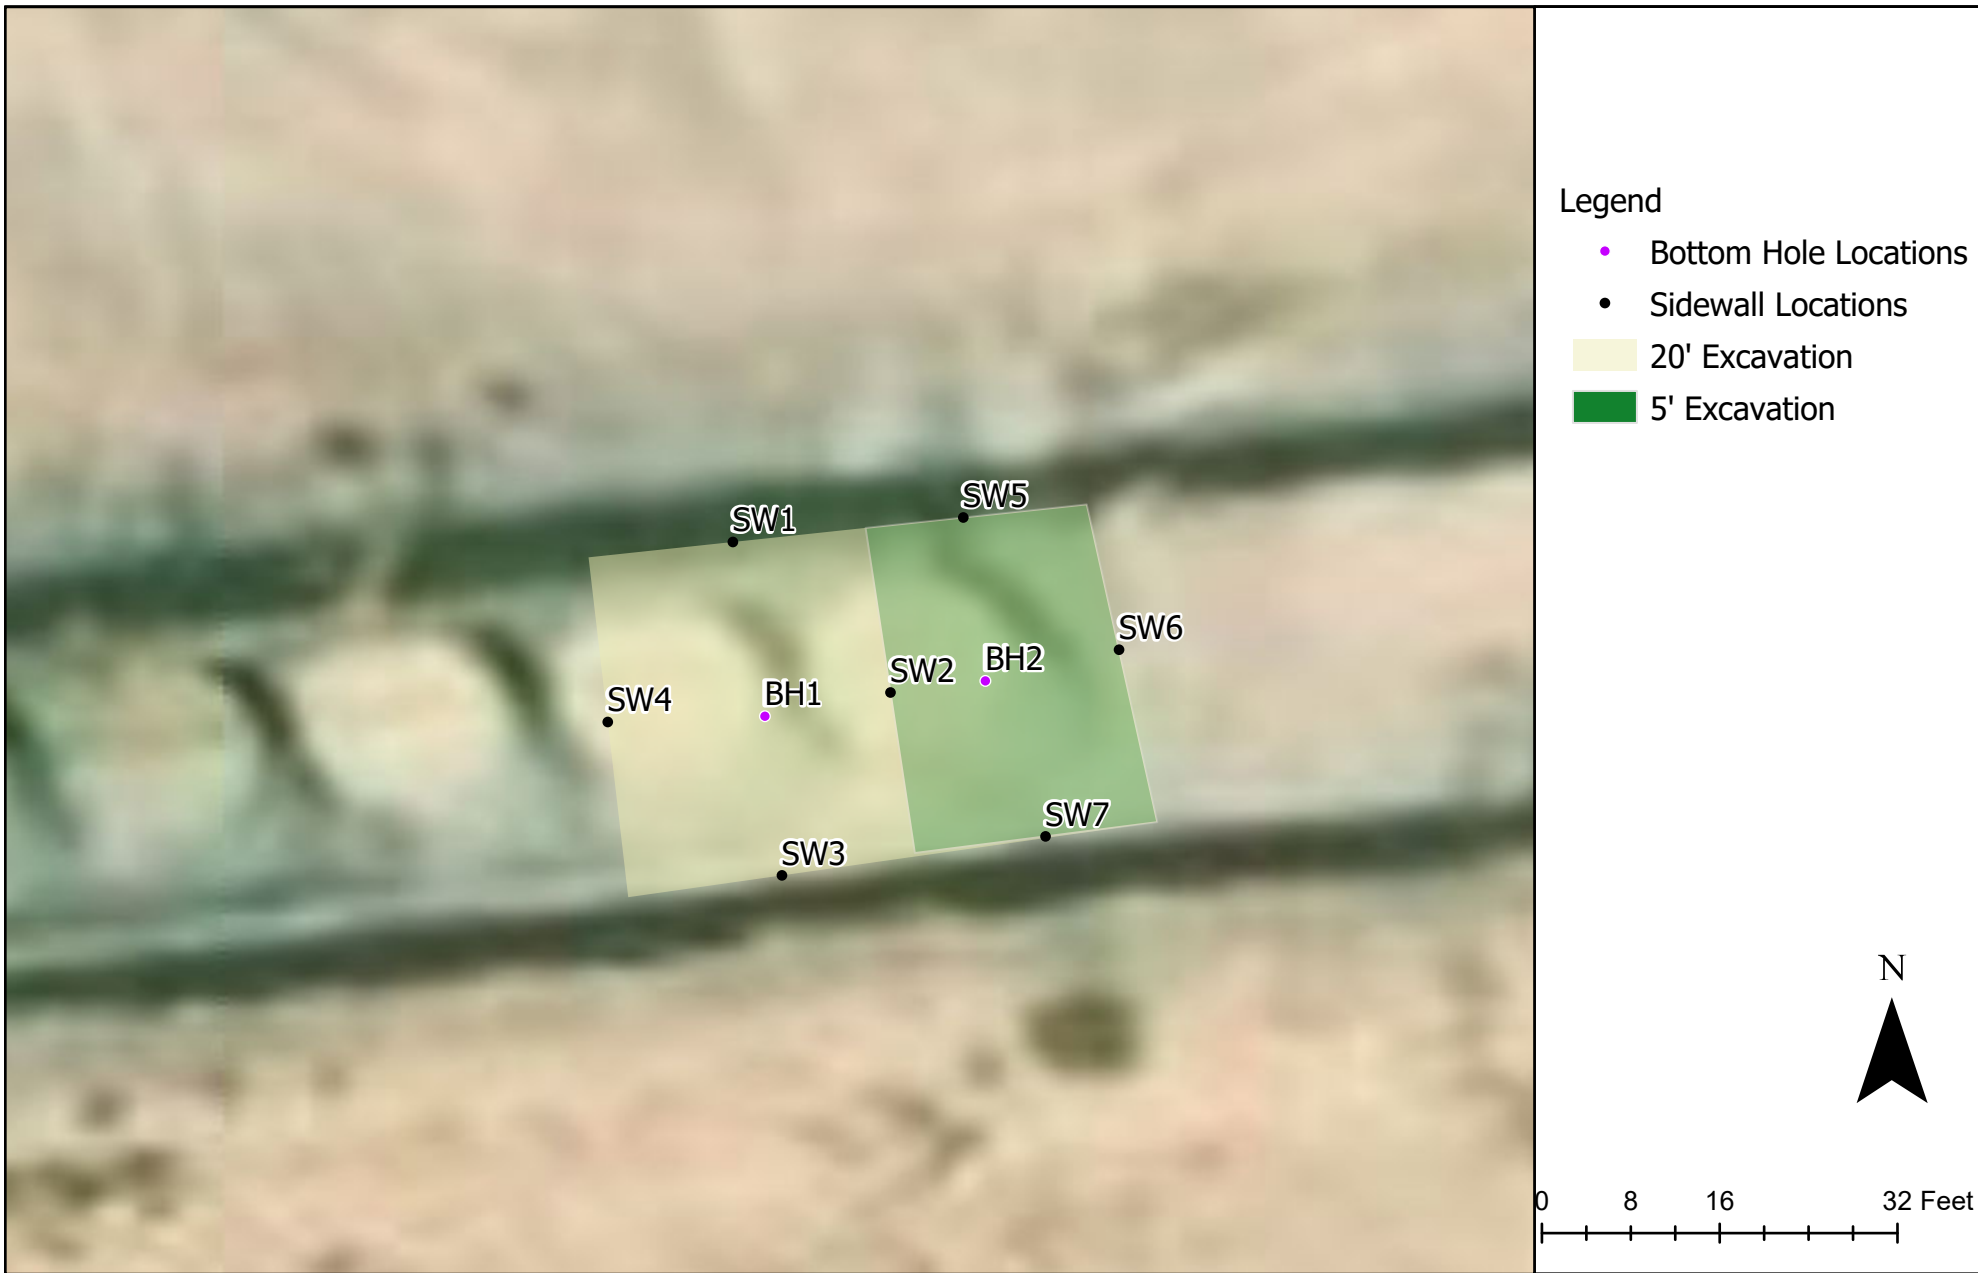 SW5
SW1
SW6
BH2
SW2
BH1
SW4
SW7
SW3
Legend
Bottom Hole Locations
Sidewall Locations
20' Excavation
5' Excavation
N
0 8 16 32 Feet